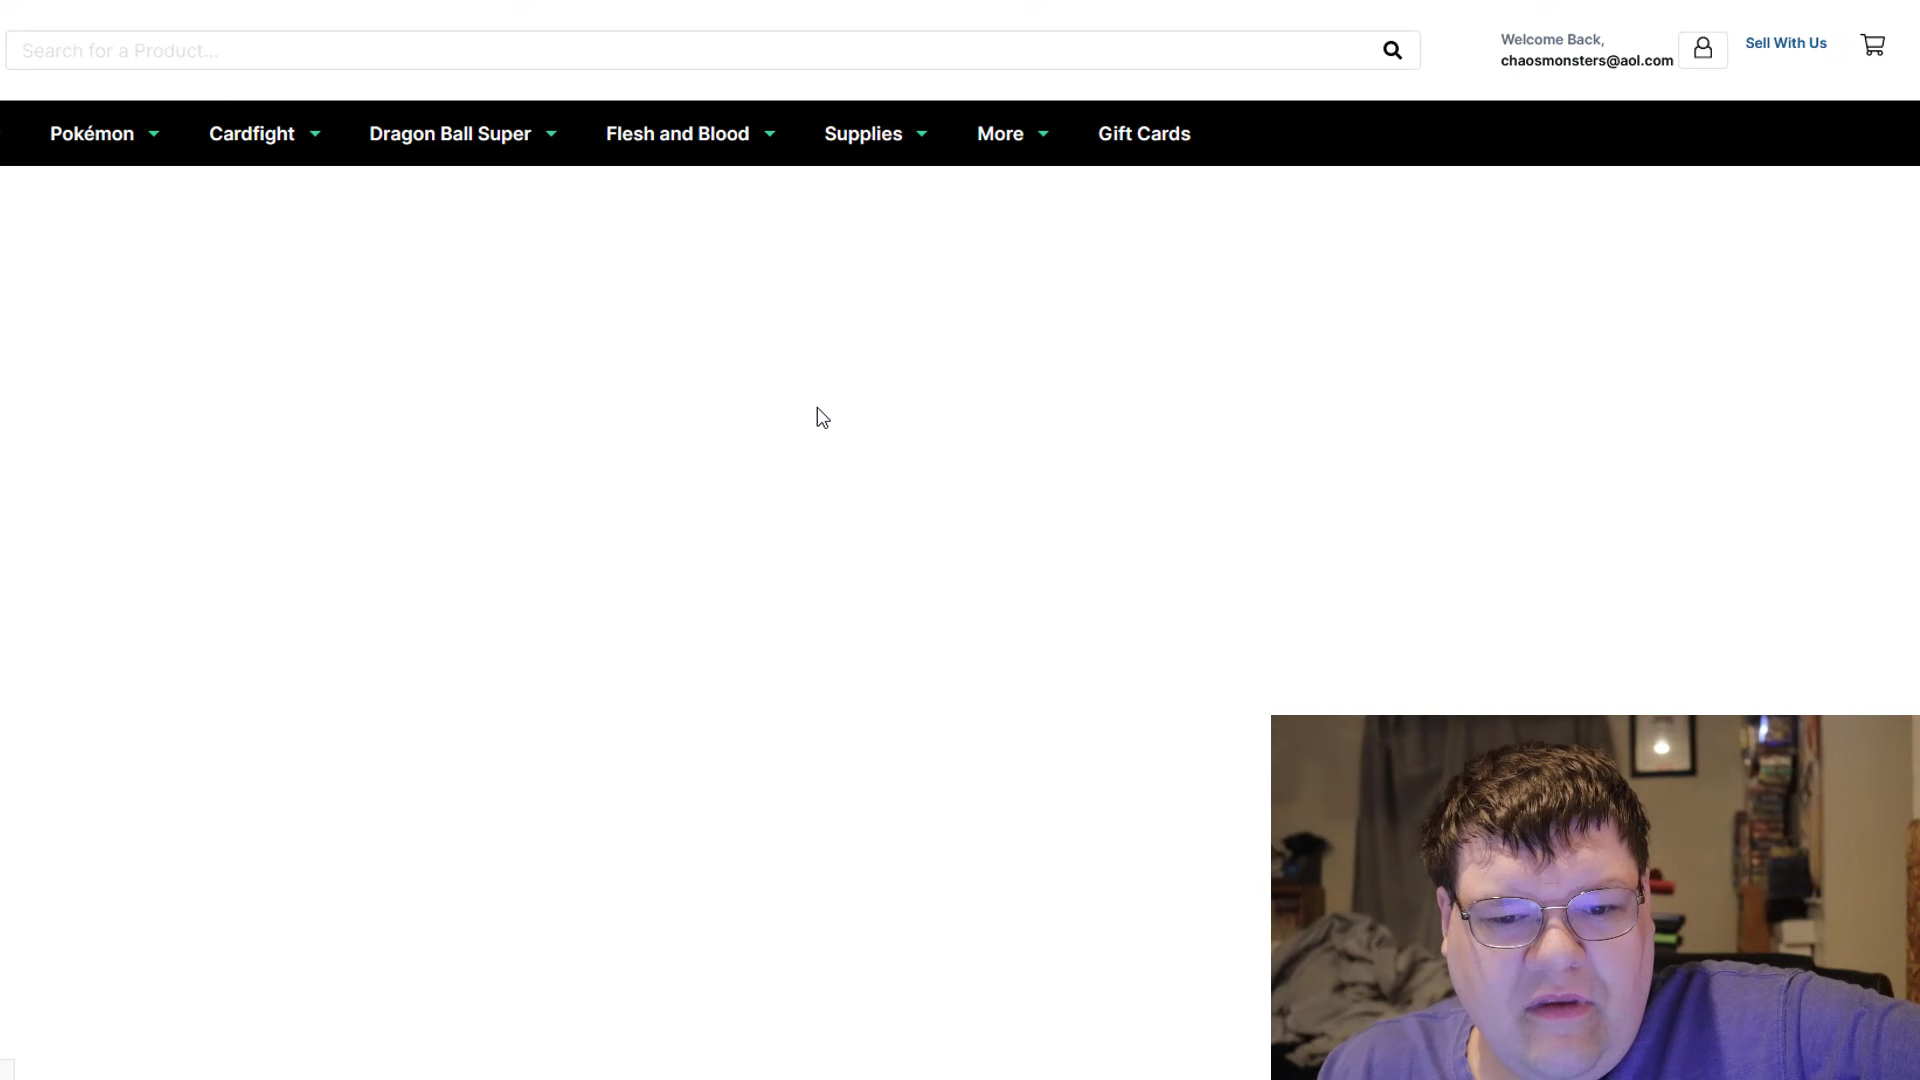 Search for a Product...
Welcome Back,
chaosmonsters@aol.com
Sell With Us
Pokémon
Cardfight
Dragon Ball Super
Flesh and Blood
Supplies
More
Gift Cards